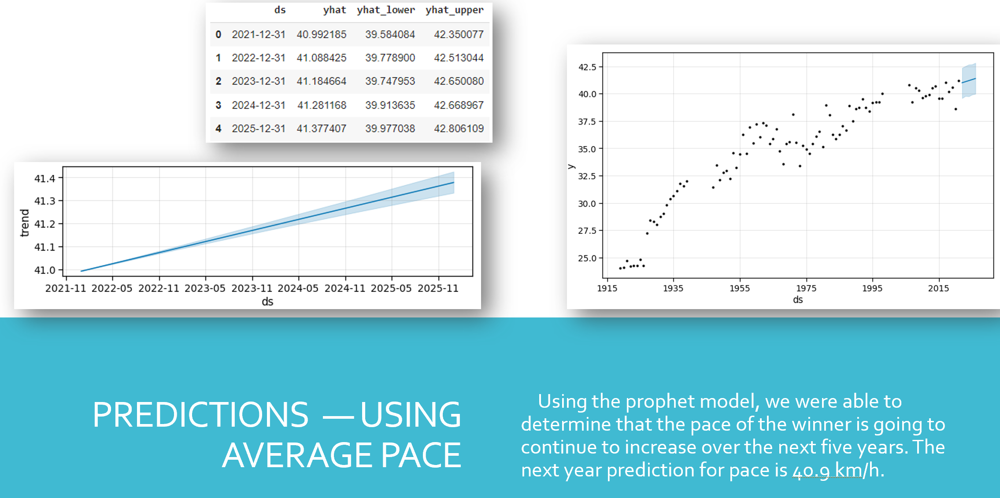 ds yhat yhat_lower yhat_upper
0 2021-12-31 40.992185 39.584084 42.350077
1 2022-12-31 41.088425 39.778900 42.513044
2 2023-12-31 41.184664 39.747953 42.650080
3 2024-12-31 41.281168 39.913635 42.668967
4 2025-12-31 41.377407 39.977038 42.806109
41.4
41.3
41.2
41.1
41.0
trend
2021-11 2022-05 2022-11 2023-05 2023-11 2024-05 2024-11 2025-05 2025-11
ds
42.5
40.0
37.5
35.0
32.5
30.0
27.5
25.0
y
1915 1935 1955 1975 1995 2015
ds
PREDICTIONS —USING
AVERAGE PACE
Using the prophet model, we were able to
determine that the pace of the winner is going to
continue to increase over the next five years. The
next year prediction for pace is 40.9 km/h.